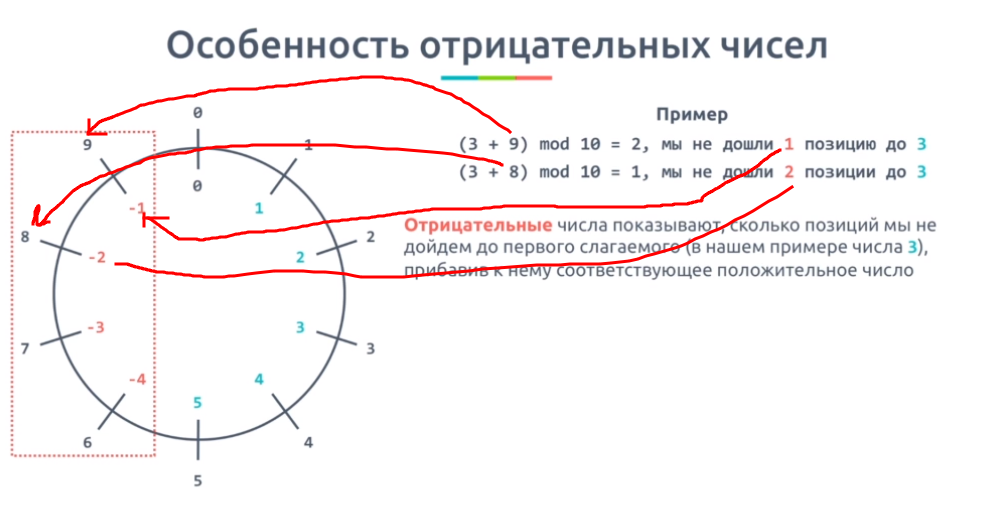 Особенность отрицательных чисел
Пример
(3 + 9) mod 10 = 2, мы не дошли 1 позицию до 3
(3 + 8) mod 10 = 1, мы не дошли 2 позиции до 3
Отрицательные числа показывают, сколько позиций мы не
дойдем до первого слагаемого (в нашем примере числа 3),
прибавив к нему соответствующее положительное число
0
9
1
0
-1
1
8
2
-2
2
-3
3
7
3
-4
4
5
6
4
5